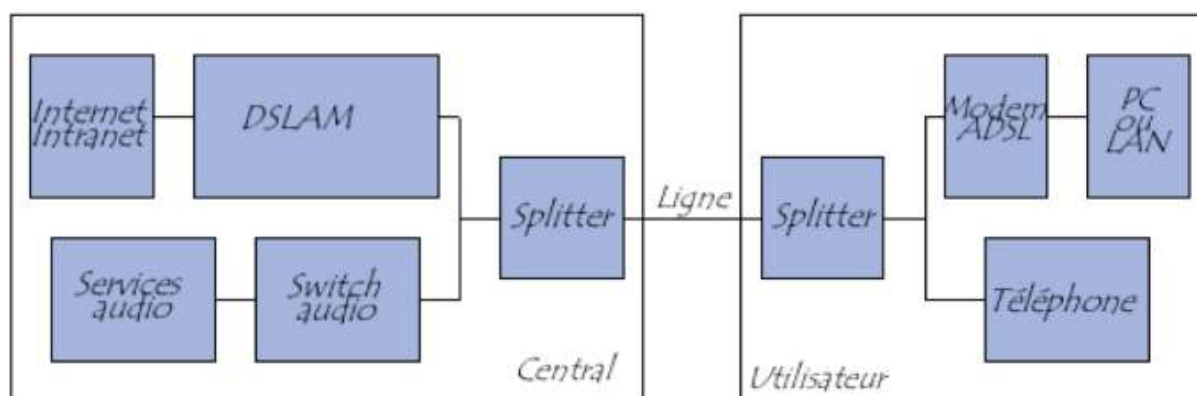 Internet
Intranet
DSLAM
Splitter
Services
audio
Switch
audio
Central
Ligne
Splitter
Modem
ADSL
PC
ou
LAN
Téléphone
Utilisateur